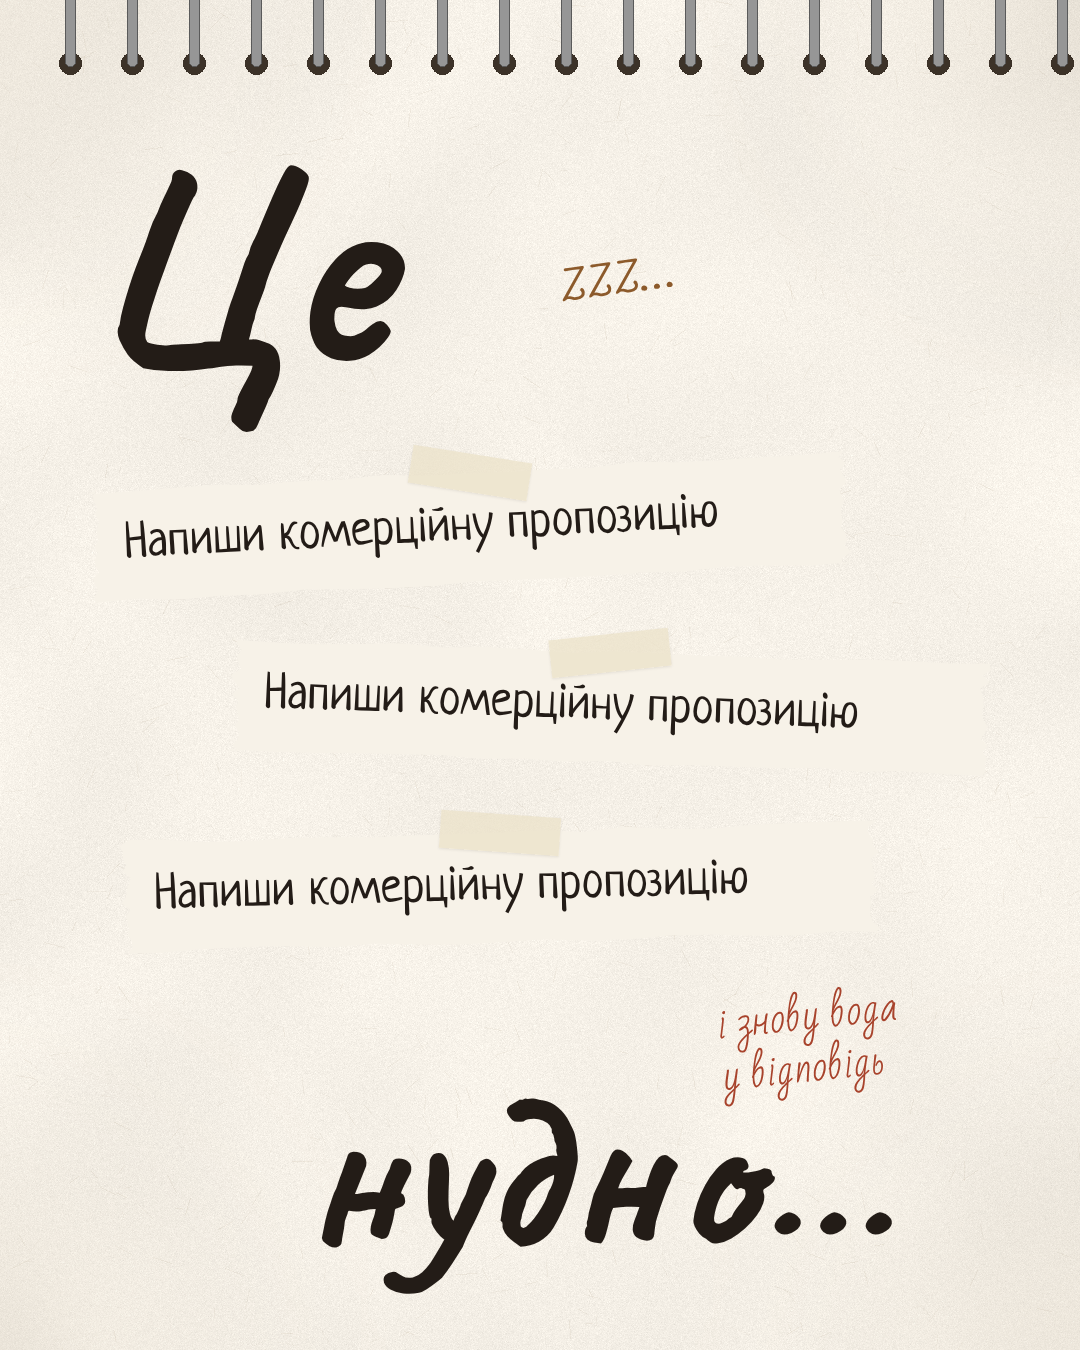 Це
zzz...
Напиши комерційну пропозицію
Напиши комерційну пропозицію
Напиши комерційну пропозицію
і знову вода
у відповідь
нудно...